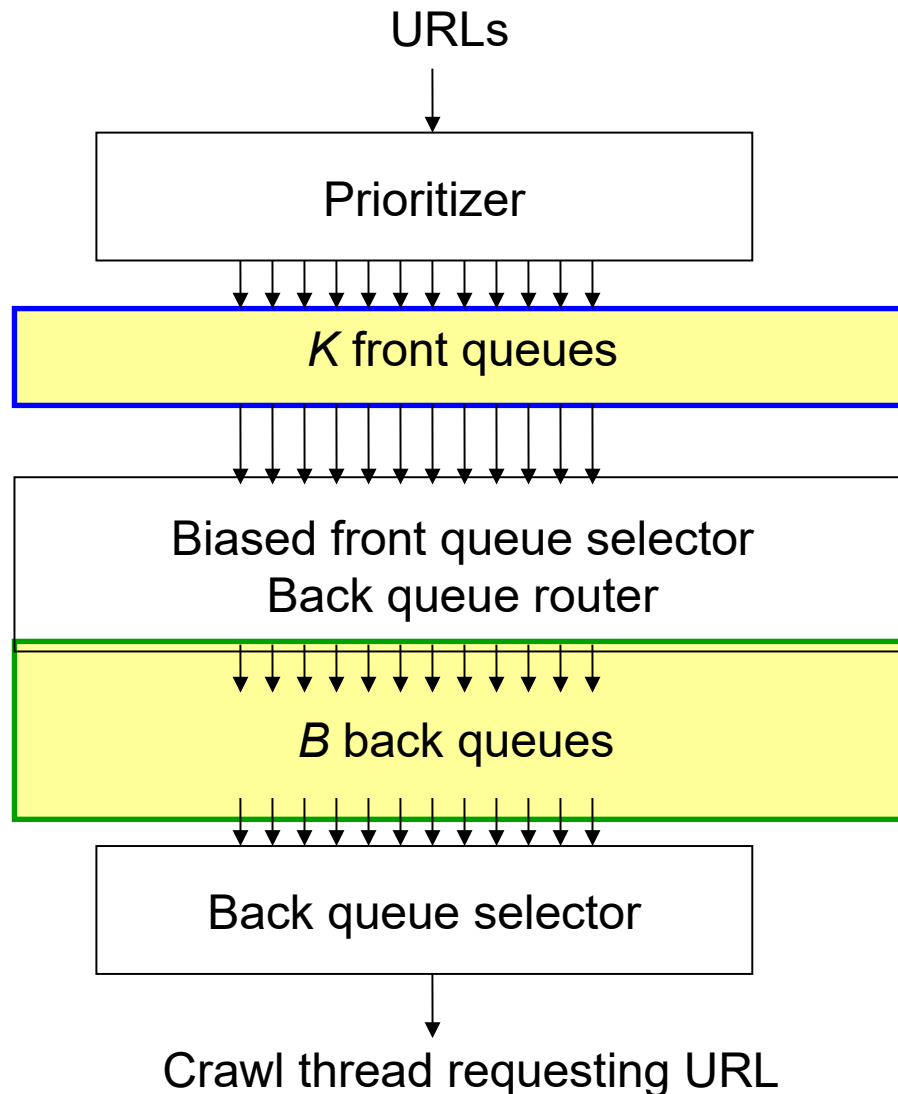 URLs
Prioritizer
K front queues
Biased front queue selector
Back queue router
B back queues
Back queue selector
Crawl thread requesting URL